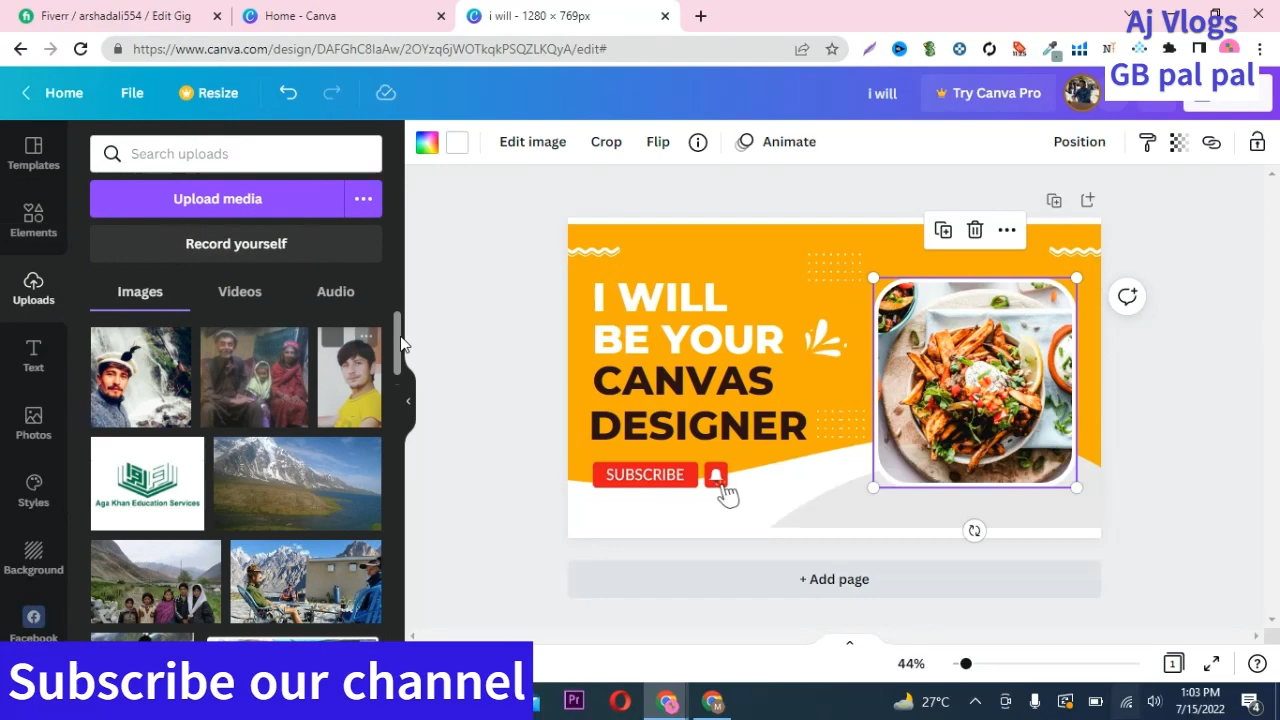 Fiverr / arshadali554 / Edit Gig
Home - Canva
i will - 1280 × 769px
Aj Vlogs
https://www.canva.com/design/DAFGhC8IaAw/2OYzq6jWOTkqkPSQZLKQyA/edit#
GB pal pal
Home
File
Resize
i will
Try Canva Pro
Templates
Elements
Uploads
Text
Photos
Styles
Background
Facebook
Search uploads
Upload media
Record yourself
Images
Videos
Audio
Aga Khan Education Services
Edit image
Crop
Flip
Animate
Position
I WILL
BE YOUR
CANVAS
DESIGNER
SUBSCRIBE
+ Add page
44%
1
Subscribe our channel
Pr
M
27°C
1:03 PM
7/15/2022
4